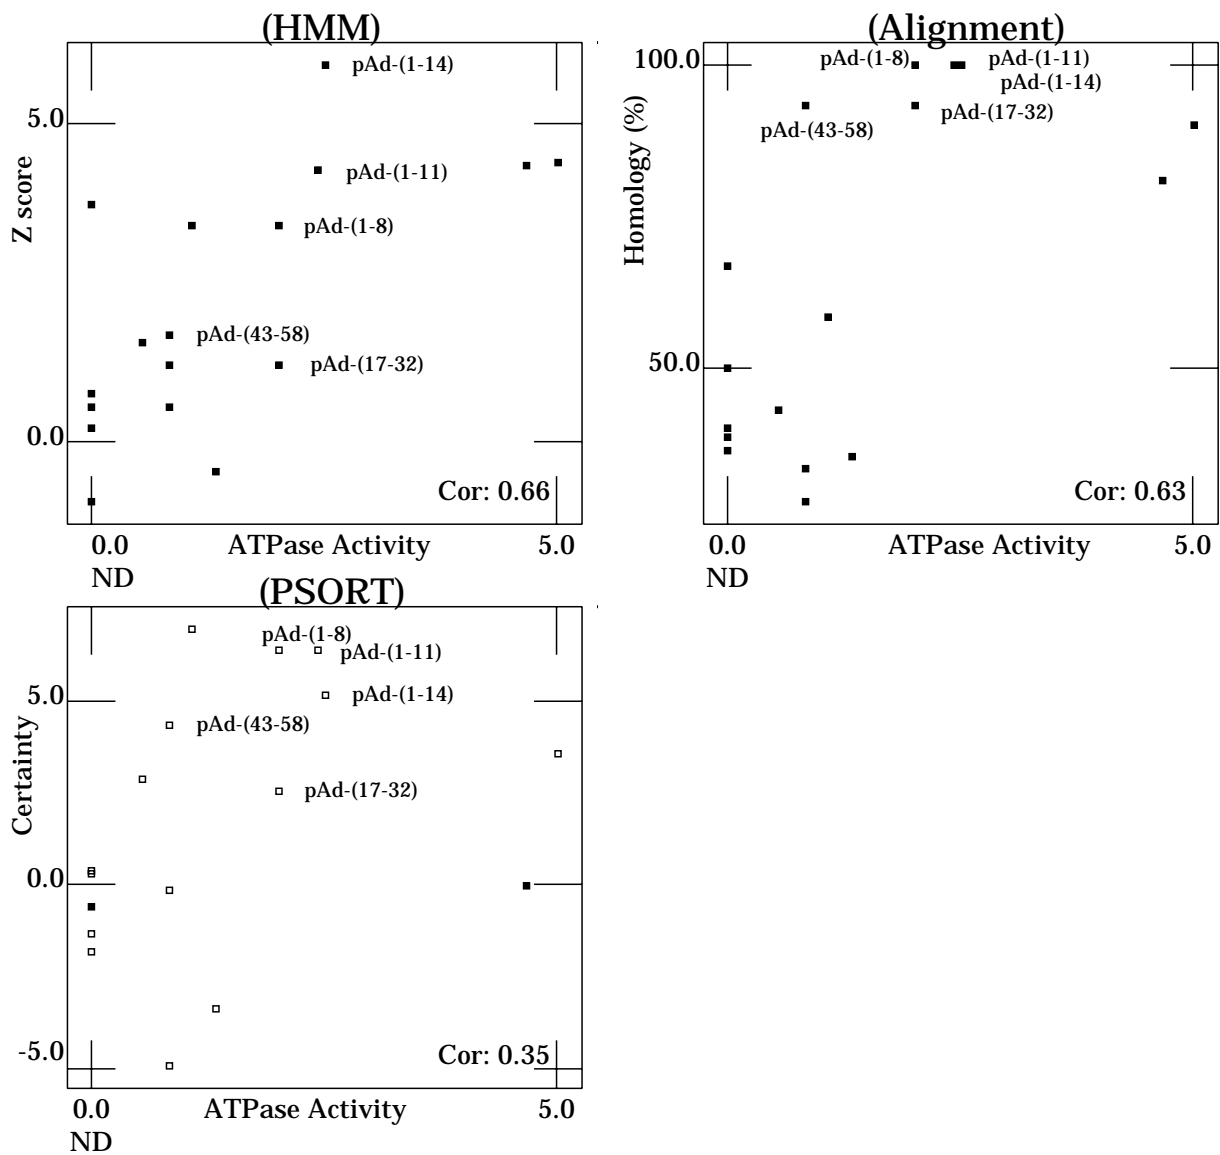 (HMM)
pAd-(1-14)
5.0
pAd-(1-11)
Z score
pAd-(1-8)
pAd-(43-58)
pAd-(17-32)
0.0
Cor: 0.66
0.0
ATPase Activity
5.0
ND
(Alignment)
100.0
pAd-(1-8)
pAd-(1-11)
pAd-(1-14)
pAd-(17-32)
pAd-(43-58)
Homology (%)
50.0
Cor: 0.63
0.0
ATPase Activity
5.0
ND
(PSORT)
pAd-(1-8)
pAd-(1-11)
5.0
pAd-(1-14)
pAd-(43-58)
Certainty
pAd-(17-32)
0.0
-5.0
Cor: 0.35
0.0
ATPase Activity
5.0
ND